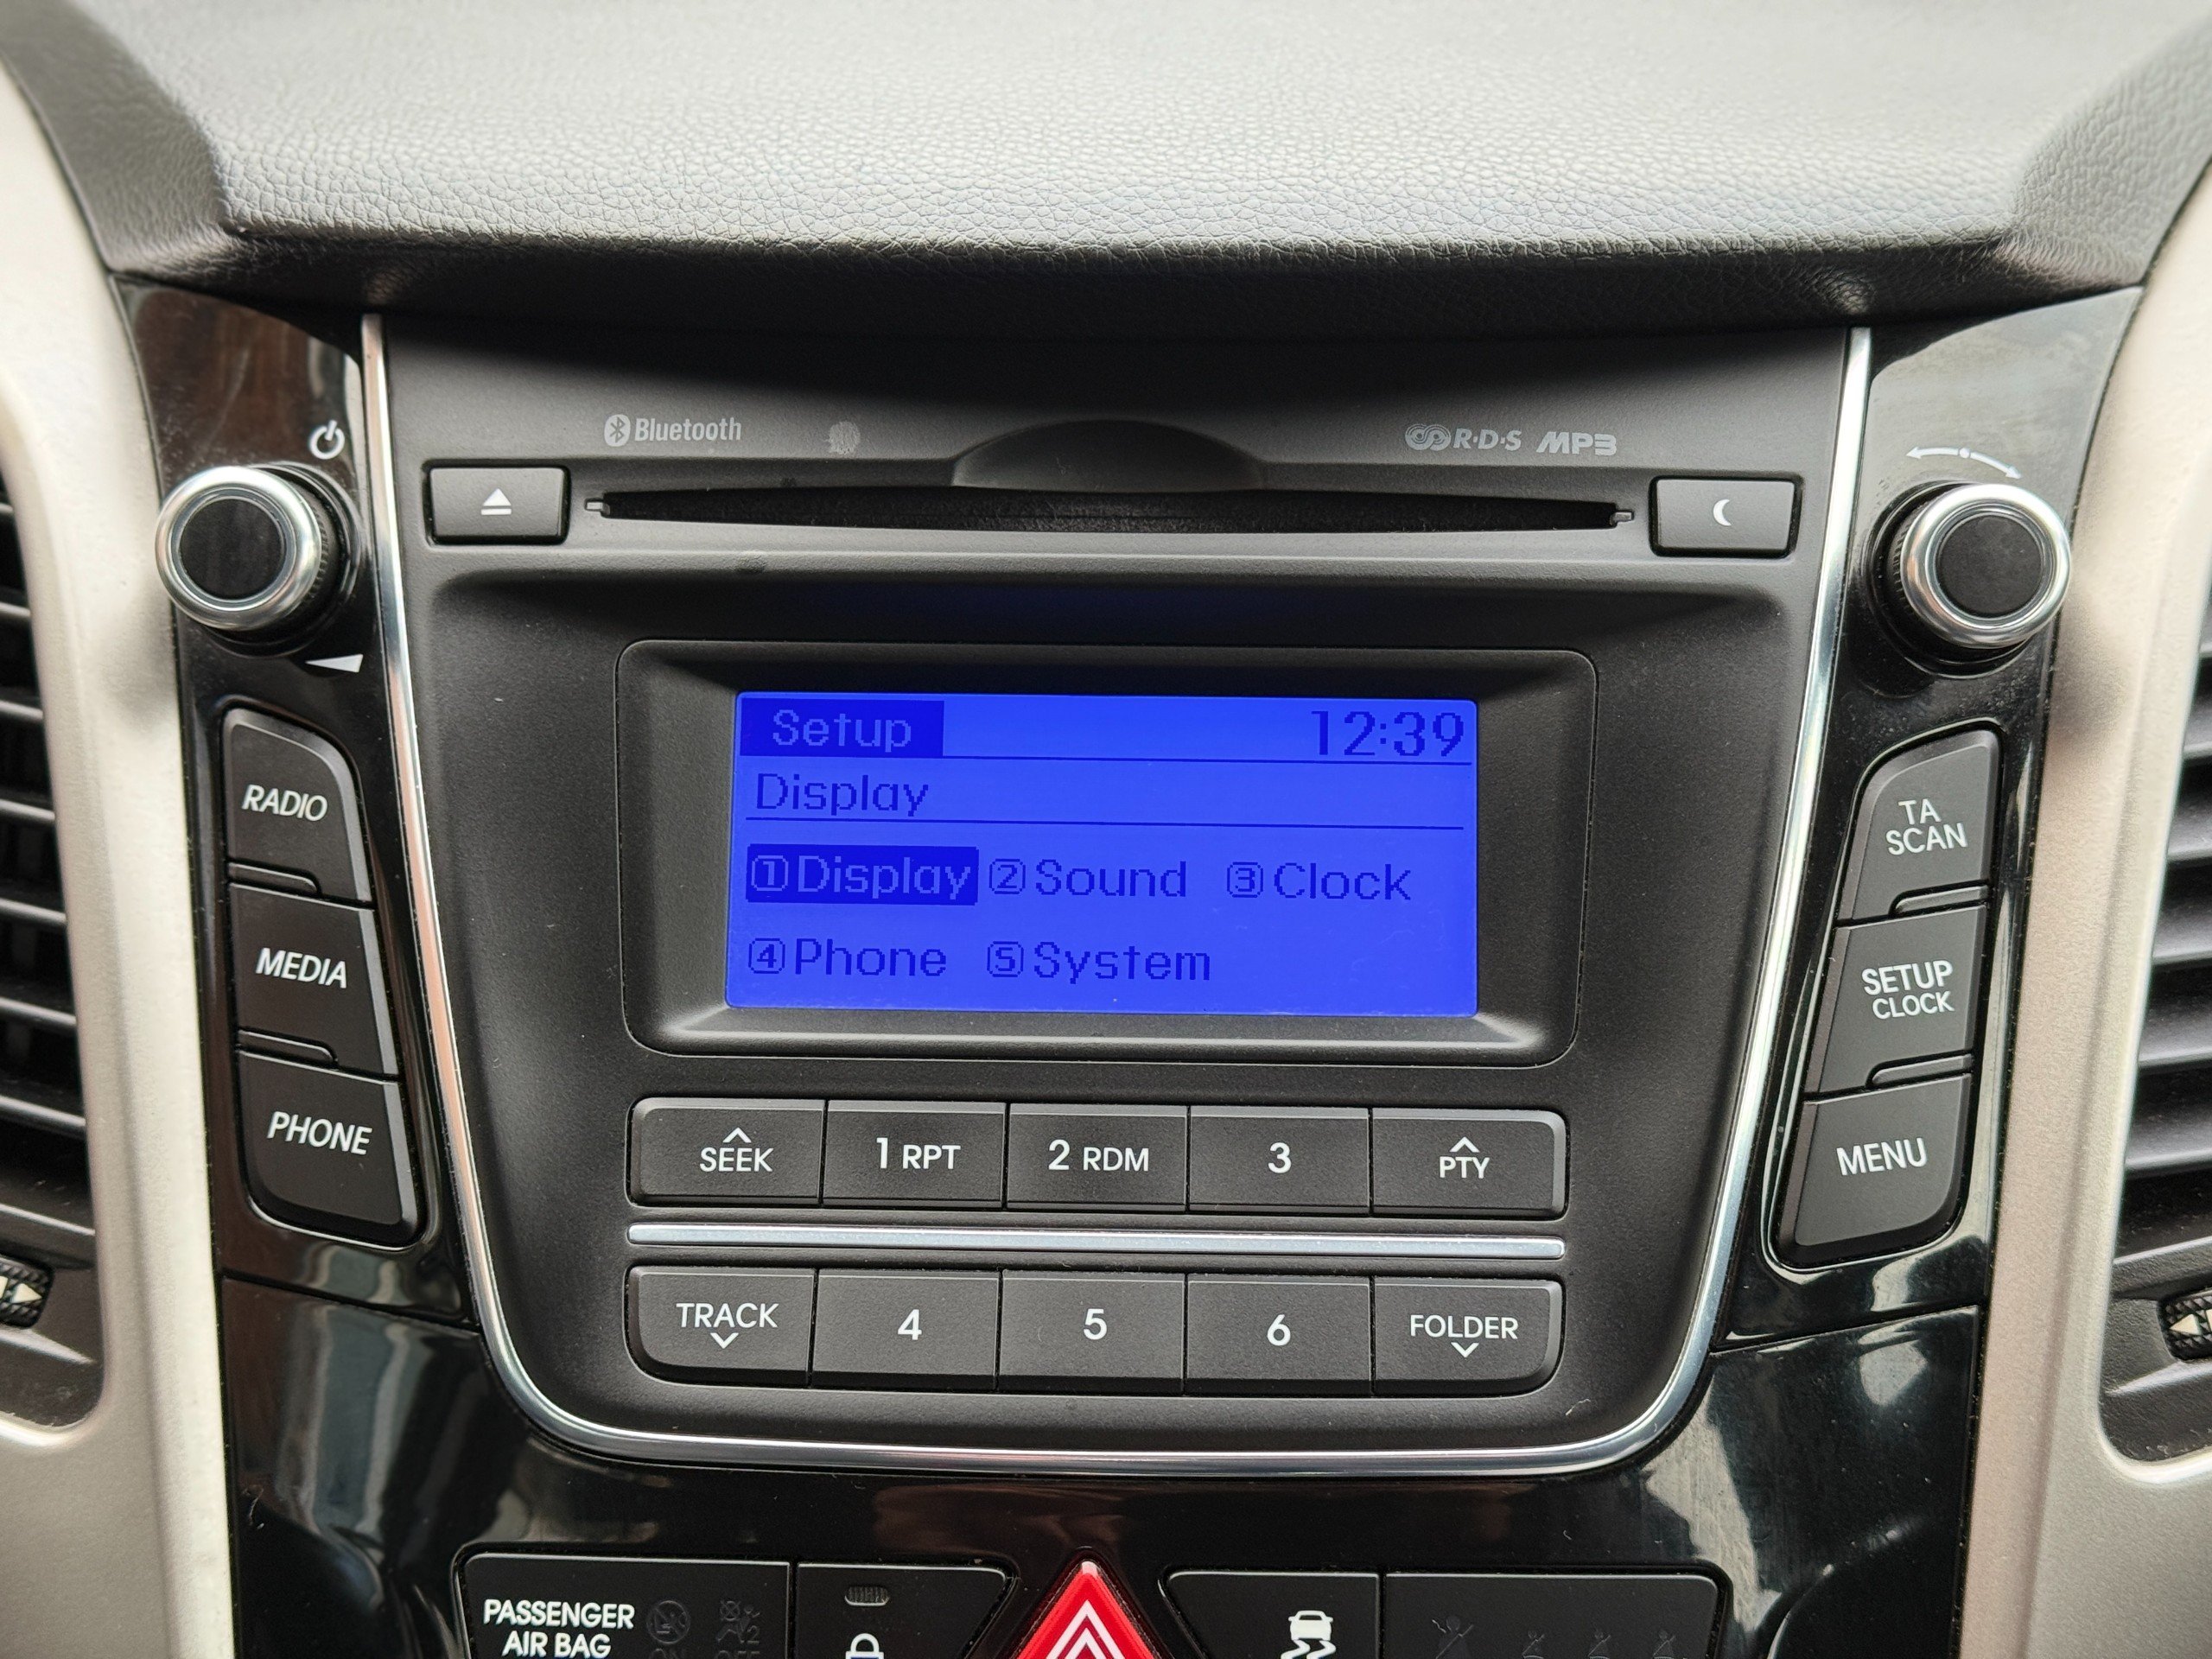 Bluetooth
R·D·S MP3
Setup 12:39
Display
①Display ②Sound ③Clock
④Phone ⑤System
RADIO
MEDIA
PHONE
TA
SCAN
SETUP
CLOCK
MENU
SEEK 1 RPT 2 RDM 3 PTY
TRACK 4 5 6 FOLDER
PASSENGER
AIR BAG